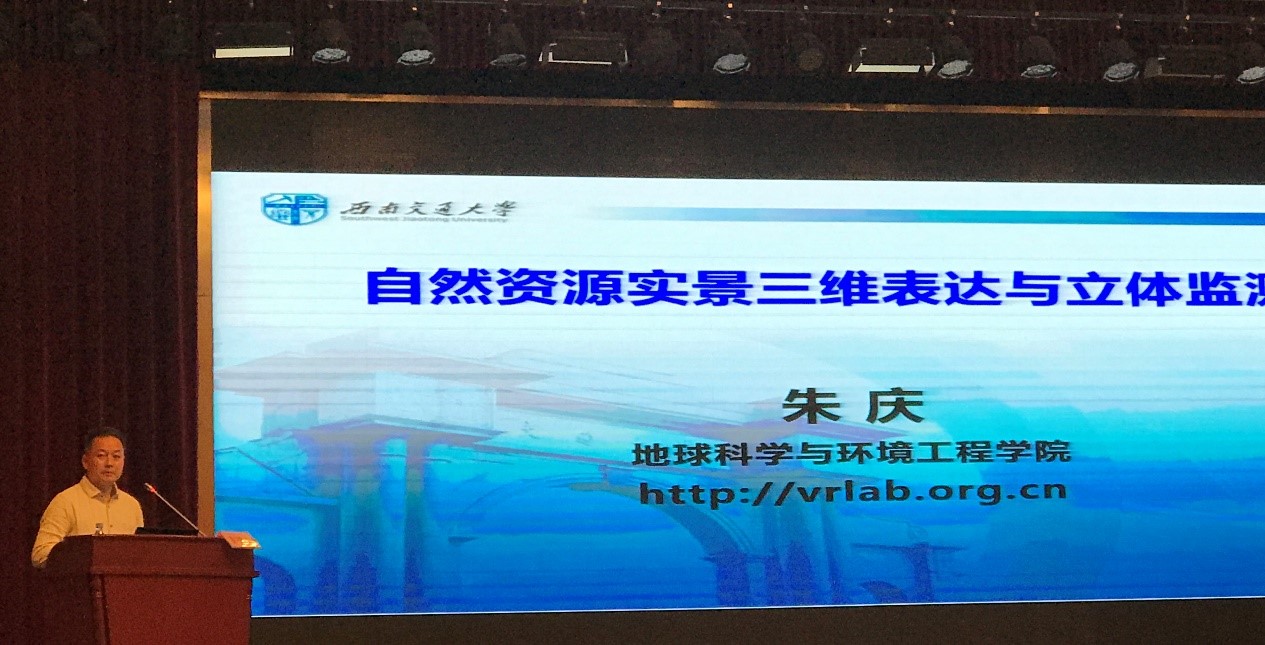 西南交通大学
Southwest Jiaotong University
自然资源实景三维表达与立体监测
朱庆
地球科学与环境工程学院
http://vrlab.org.cn